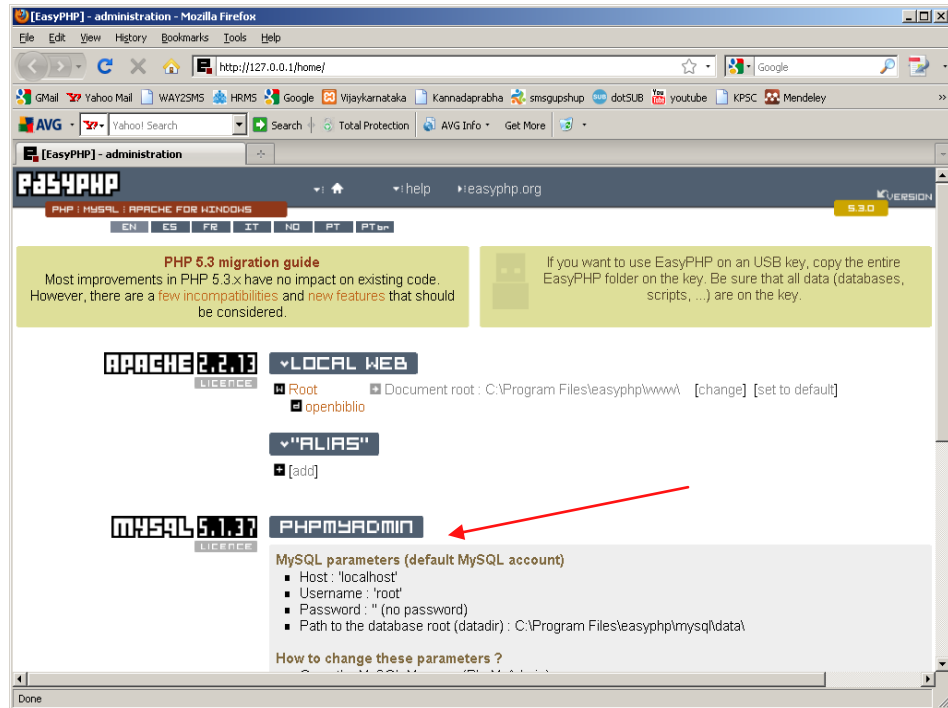 [EasyPHP] - administration - Mozilla Firefox
File Edit View History Bookmarks Tools Help
http://127.0.0.1/home/
Google
GMail Yahoo Mail WAY2SMS HRMS Google Vijaykarnataka Kannadaprabha smsgupshup dotSUB youtube KPSC Mendeley
AVG Yahoo! Search Search Total Protection AVG Info Get More
[EasyPHP] - administration
EASYPHP
help easyphp.org
VERSION
PHP MYSQL APACHE FOR WINDOWS
5.3.0
EN ES FR IT NO PT PTbr
PHP 5.3 migration guide
Most improvements in PHP 5.3.x have no impact on existing code.
However, there are a few incompatibilities and new features that should
be considered.
If you want to use EasyPHP on an USB key, copy the entire
EasyPHP folder on the key. Be sure that all data (databases,
scripts, ...) are on the key.
APACHE 2.2.13 LOCAL WEB
LICENCE
Root Document root : C:\Program Files\easyphp\www\ [change] [set to default]
openbiblio
"ALIAS"
[add]
MYSQL 5.1.37 PHPMYADMIN
LICENCE
MySQL parameters (default MySQL account)
Host : 'localhost'
Username : 'root'
Password : '' (no password)
Path to the database root (datadir) : C:\Program Files\easyphp\mysql\data\
How to change these parameters ?
Done